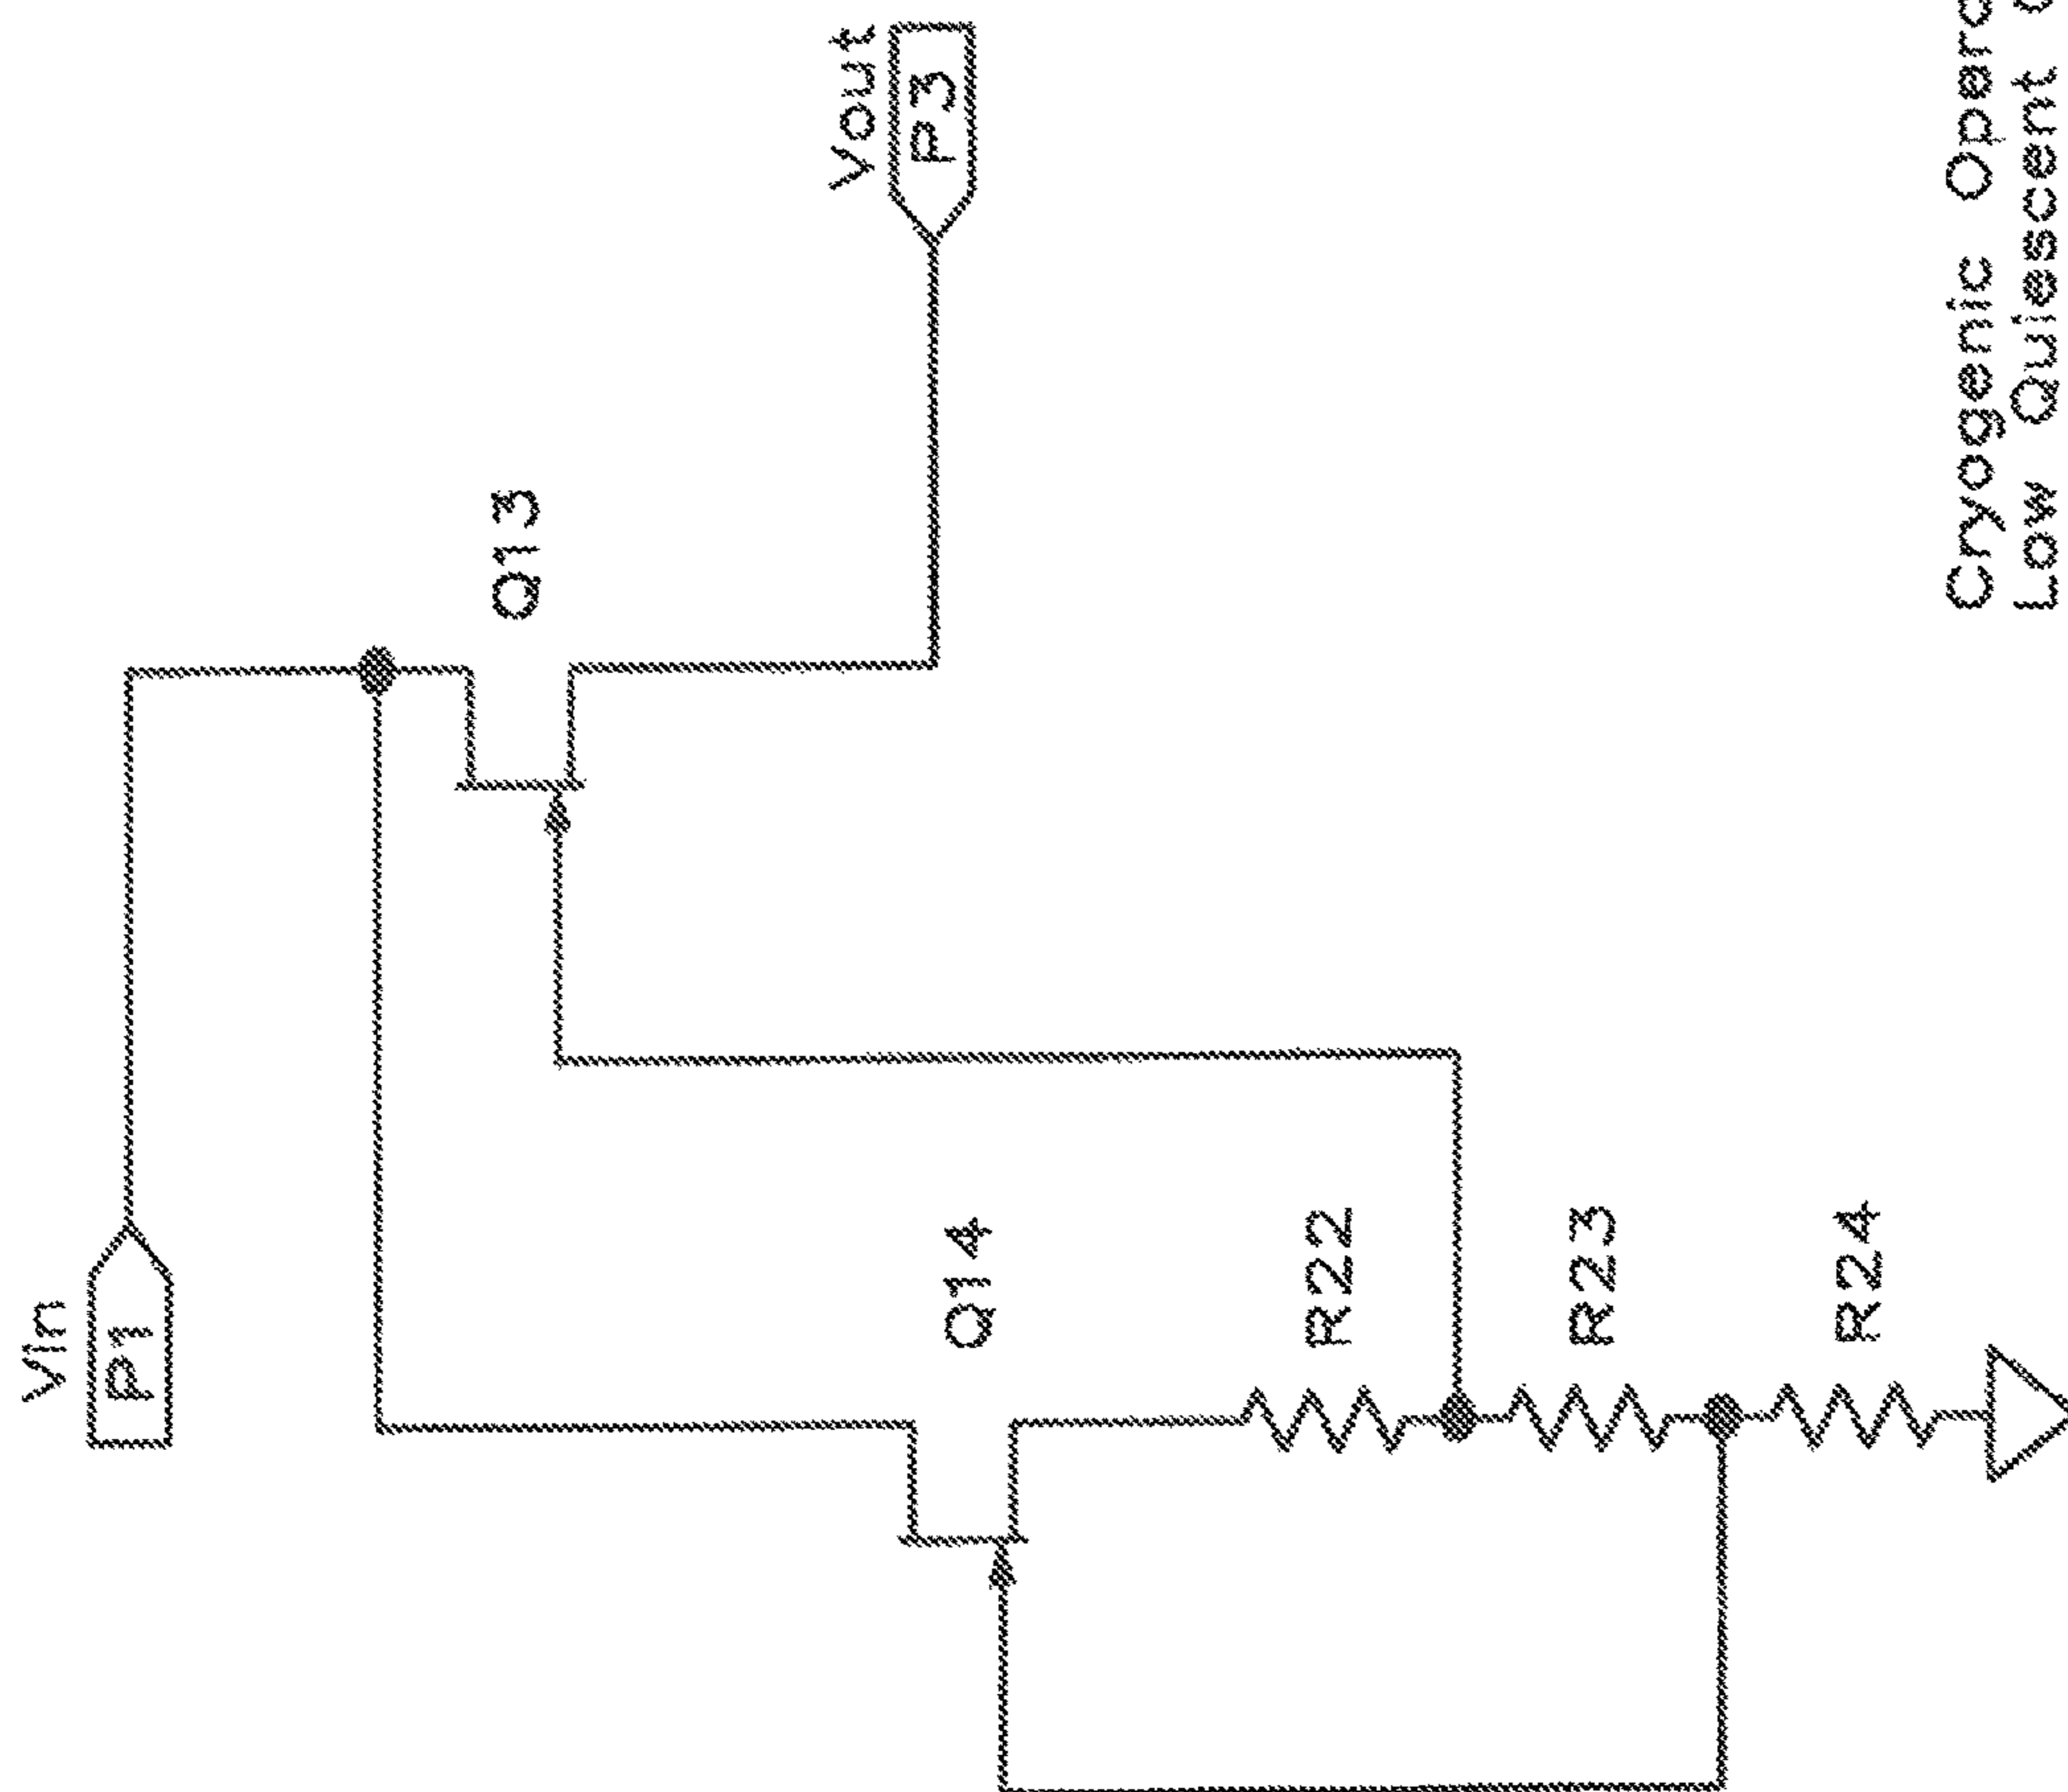 Vin
P1
Q13
Vout
P3
Q14
R22
R23
R24
Cryogenic
Low Quiescent